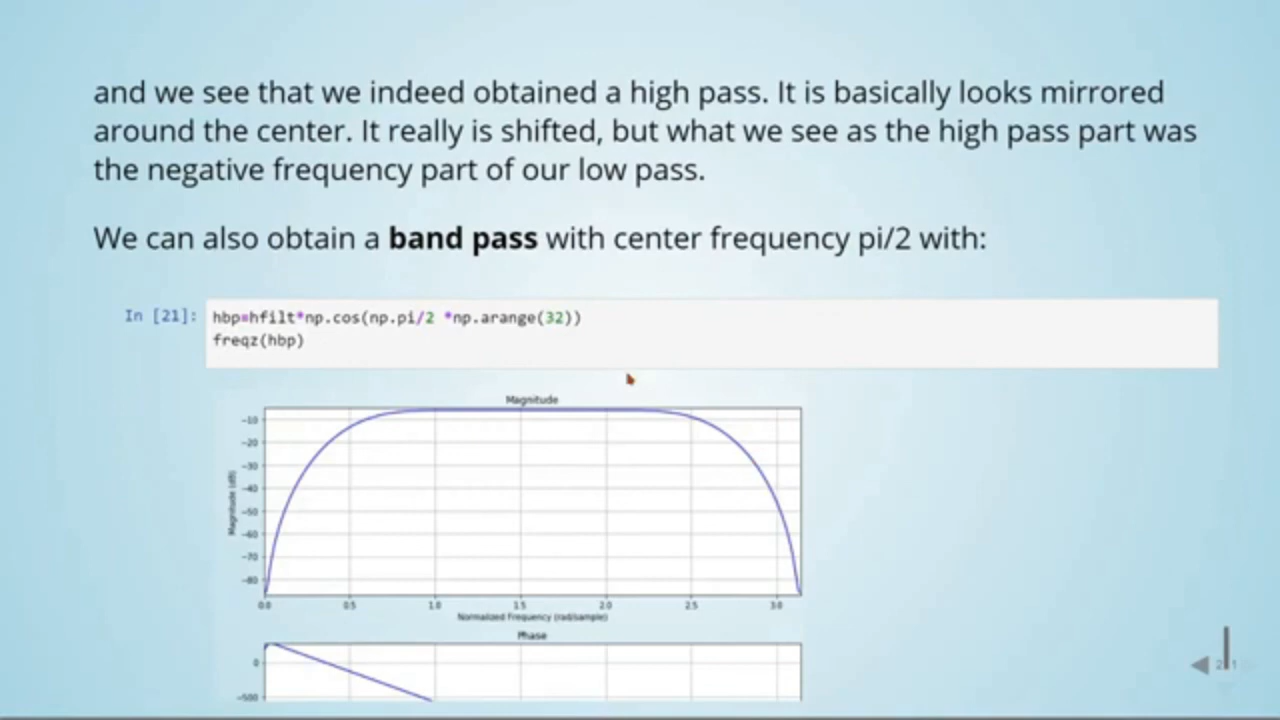 and we see that we indeed obtained a high pass. It is basically looks mirrored
around the center. It really is shifted, but what we see as the high pass part was
the negative frequency part of our low pass.
We can also obtain a band pass with center frequency pi/2 with:
In [21]: hbp=hfilt*np.cos(np.pi/2 *np.arange(32))
freqz(hbp)
Magnitude
Magnitude (dB)
−10
−20
−30
−40
−50
−60
−70
−80
0.0 0.5 1.0 1.5 2.0 2.5 3.0
Normalized Frequency (rad/sample)
Phase
0
−500